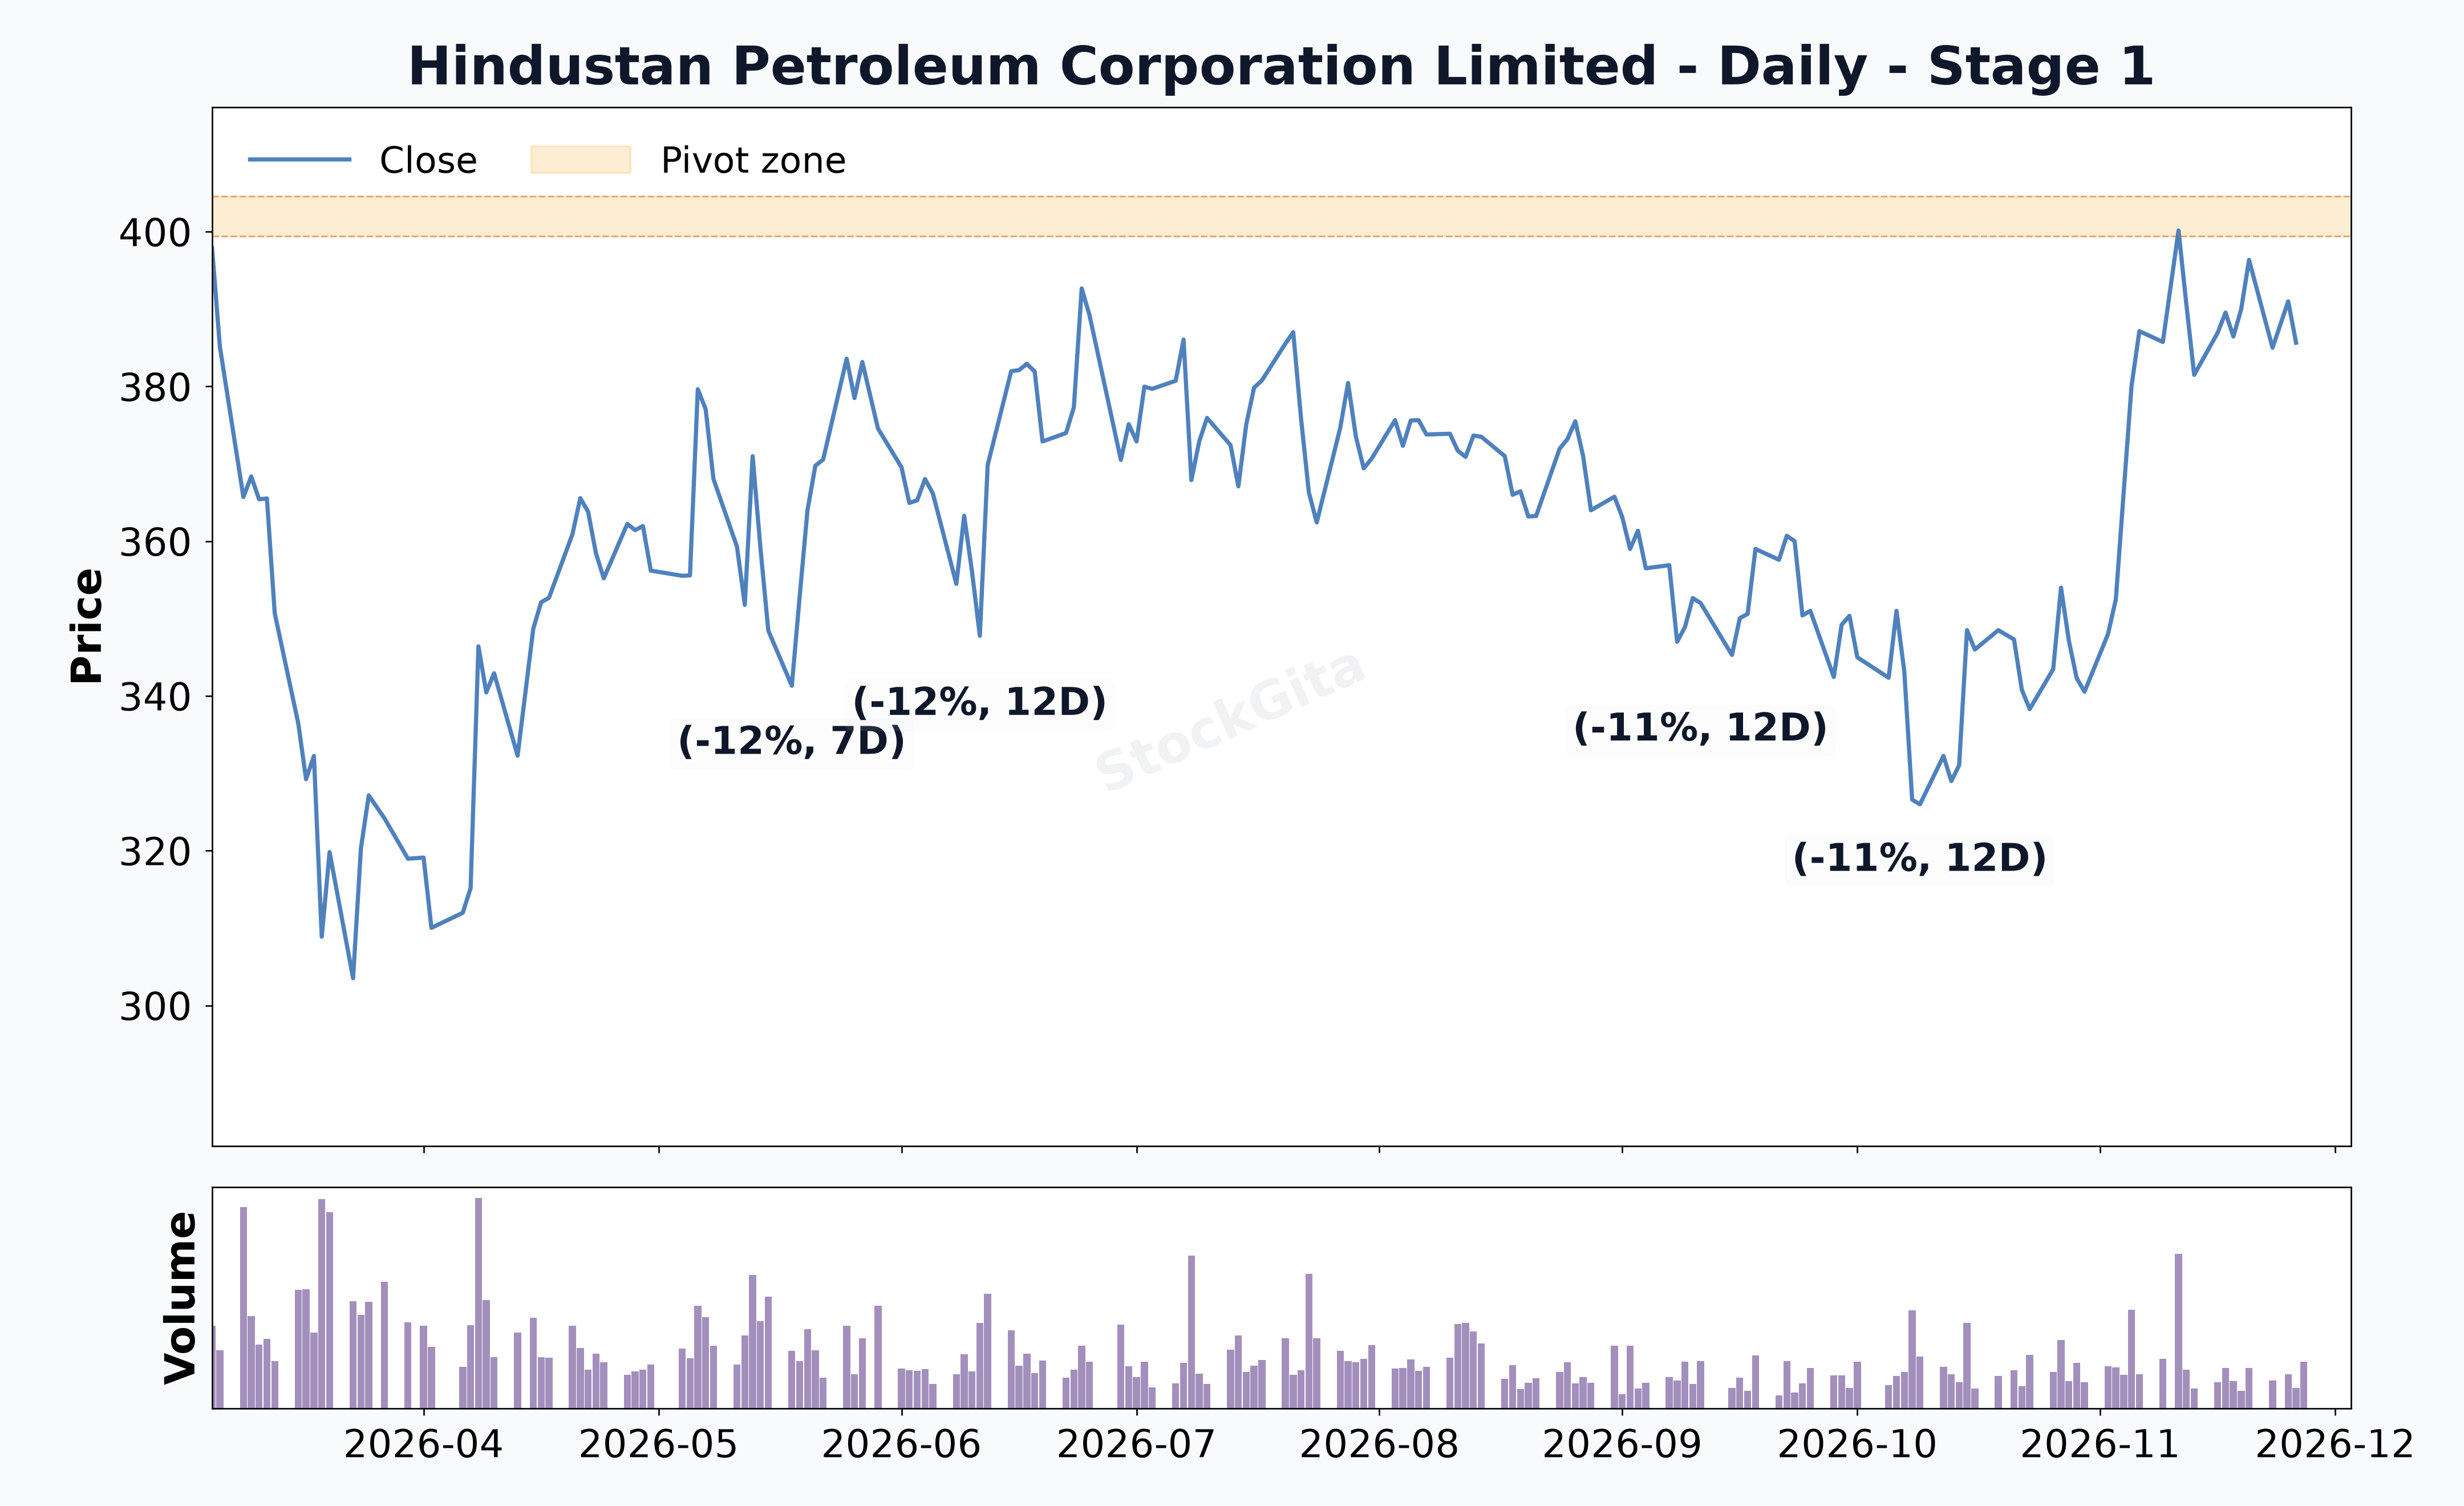 Hindustan Petroleum Corporation Limited - Daily - Stage 1
Close
Pivot zone
400
380
360
340
320
300
Price
(-12%, 12D)
(-12%, 7D)
(-11%, 12D)
(-11%, 12D)
StockGita
Volume
2026-04
2026-05
2026-06
2026-07
2026-08
2026-09
2026-10
2026-11
2026-12